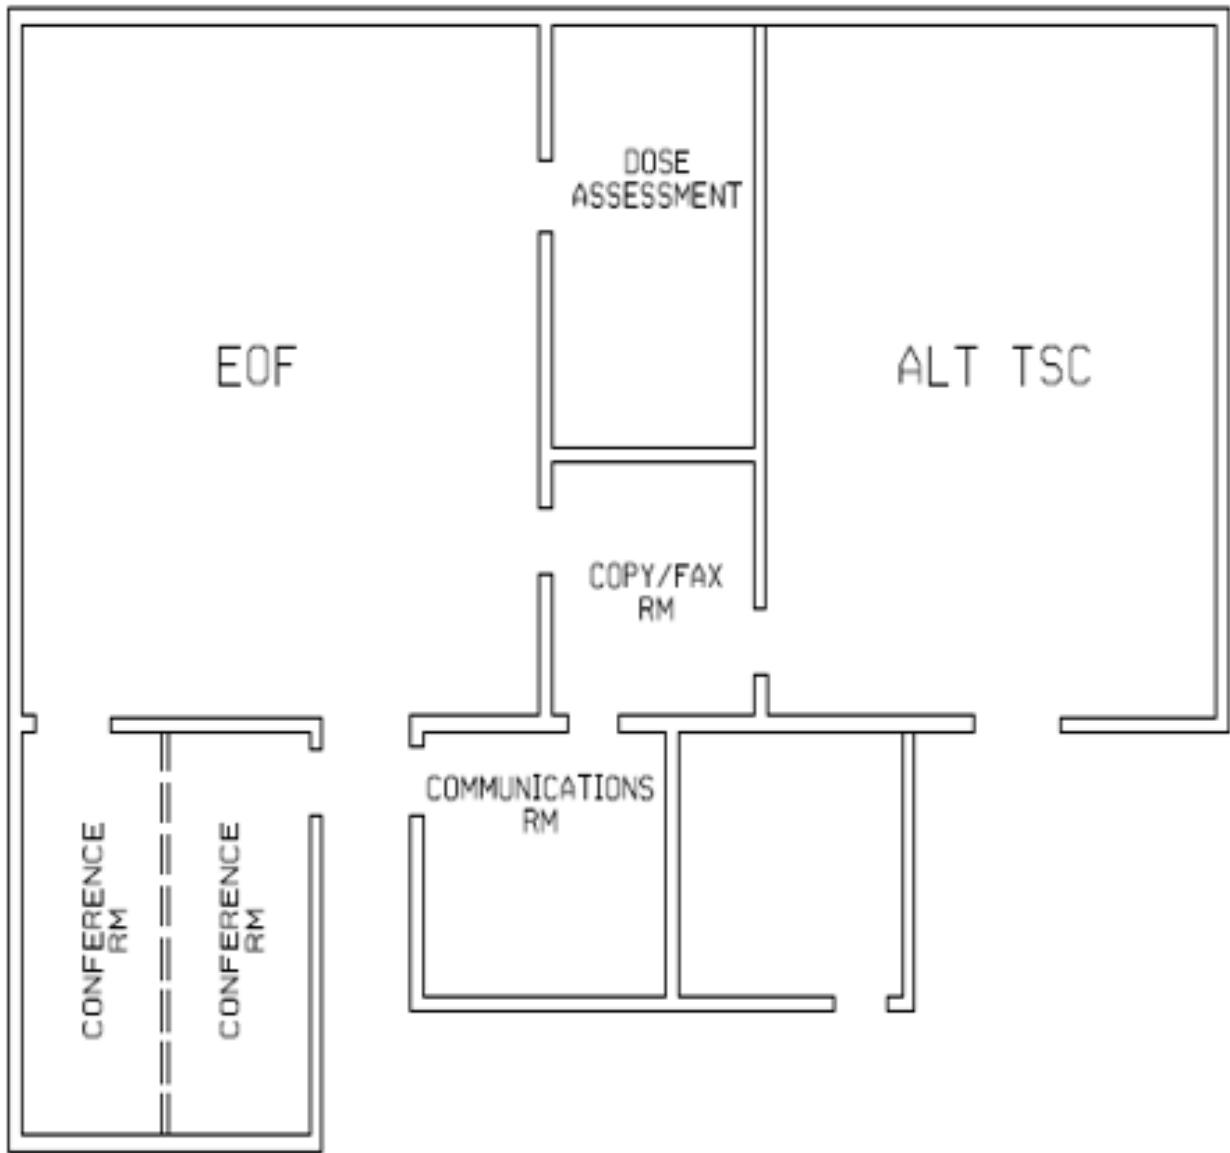 DOSE
ASSESSMENT
EOF
ALT TSC
COPY/FAX
RM
COMMUNICATIONS
RM
CONFERENCE
RM
CONFERENCE
RM